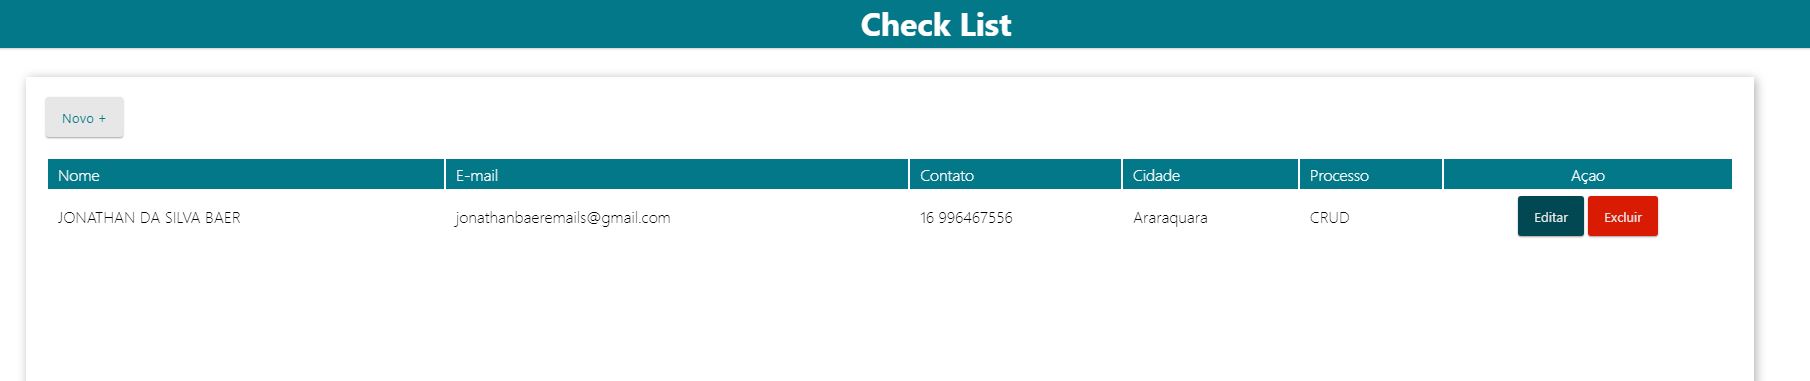 Check List
Novo +
Nome E-mail Contato Cidade Processo Açao
JONATHAN DA SILVA BAER jonathanbaeremails@gmail.com 16 996467556 Araraquara CRUD Editar Excluir